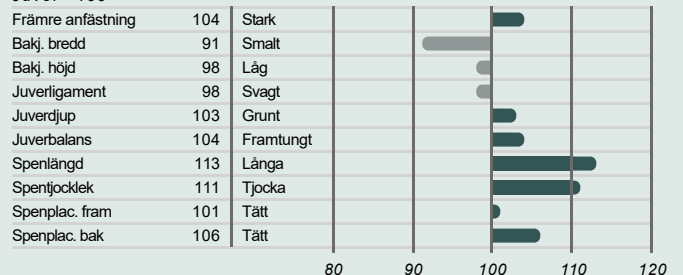 Främre anfästning 104 Stark
Bakj. bredd 91 Smalt
Bakj. höjd 98 Låg
Juverligament 98 Svagt
Juverdjup 103 Grunt
Juverbalans 104 Framtungt
Spenlängd 113 Långa
Spentjocklek 111 Tjocka
Spenplac. fram 101 Tätt
Spenplac. bak 106 Tätt
80 90 100 110 120